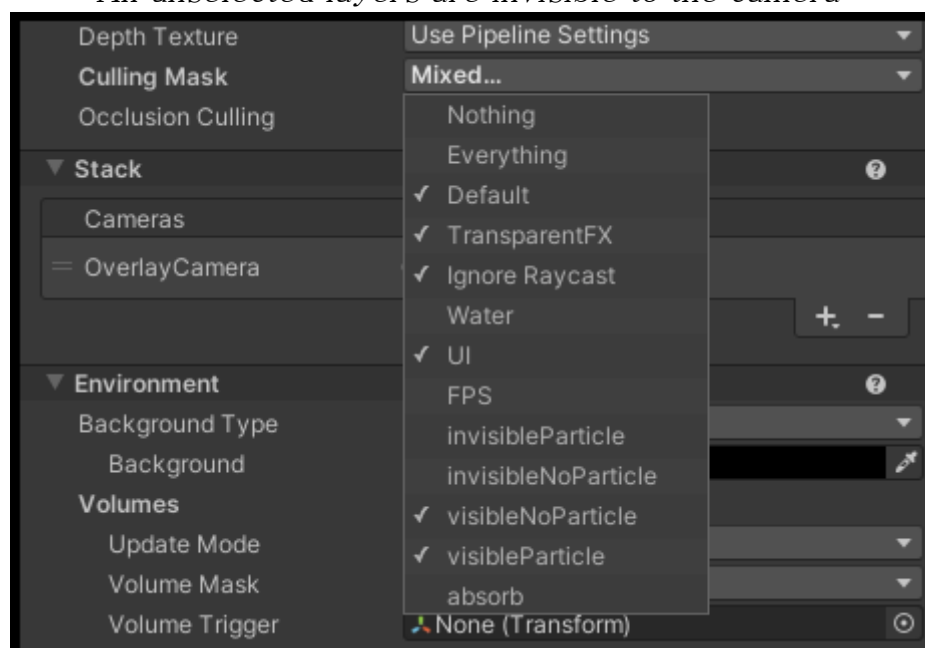 All unselected layers are invisible to the camera
Depth Texture Use Pipeline Settings
Culling Mask Mixed...
Occlusion Culling Nothing
Everything
Stack
Default
Cameras
TransparentFX
OverlayCamera Ignore Raycast
Water
UI
Environment
FPS
Background Type
invisibleParticle
Background
invisibleNoParticle
Volumes
visibleNoParticle
Update Mode
visibleParticle
Volume Mask
absorb
Volume Trigger None (Transform)